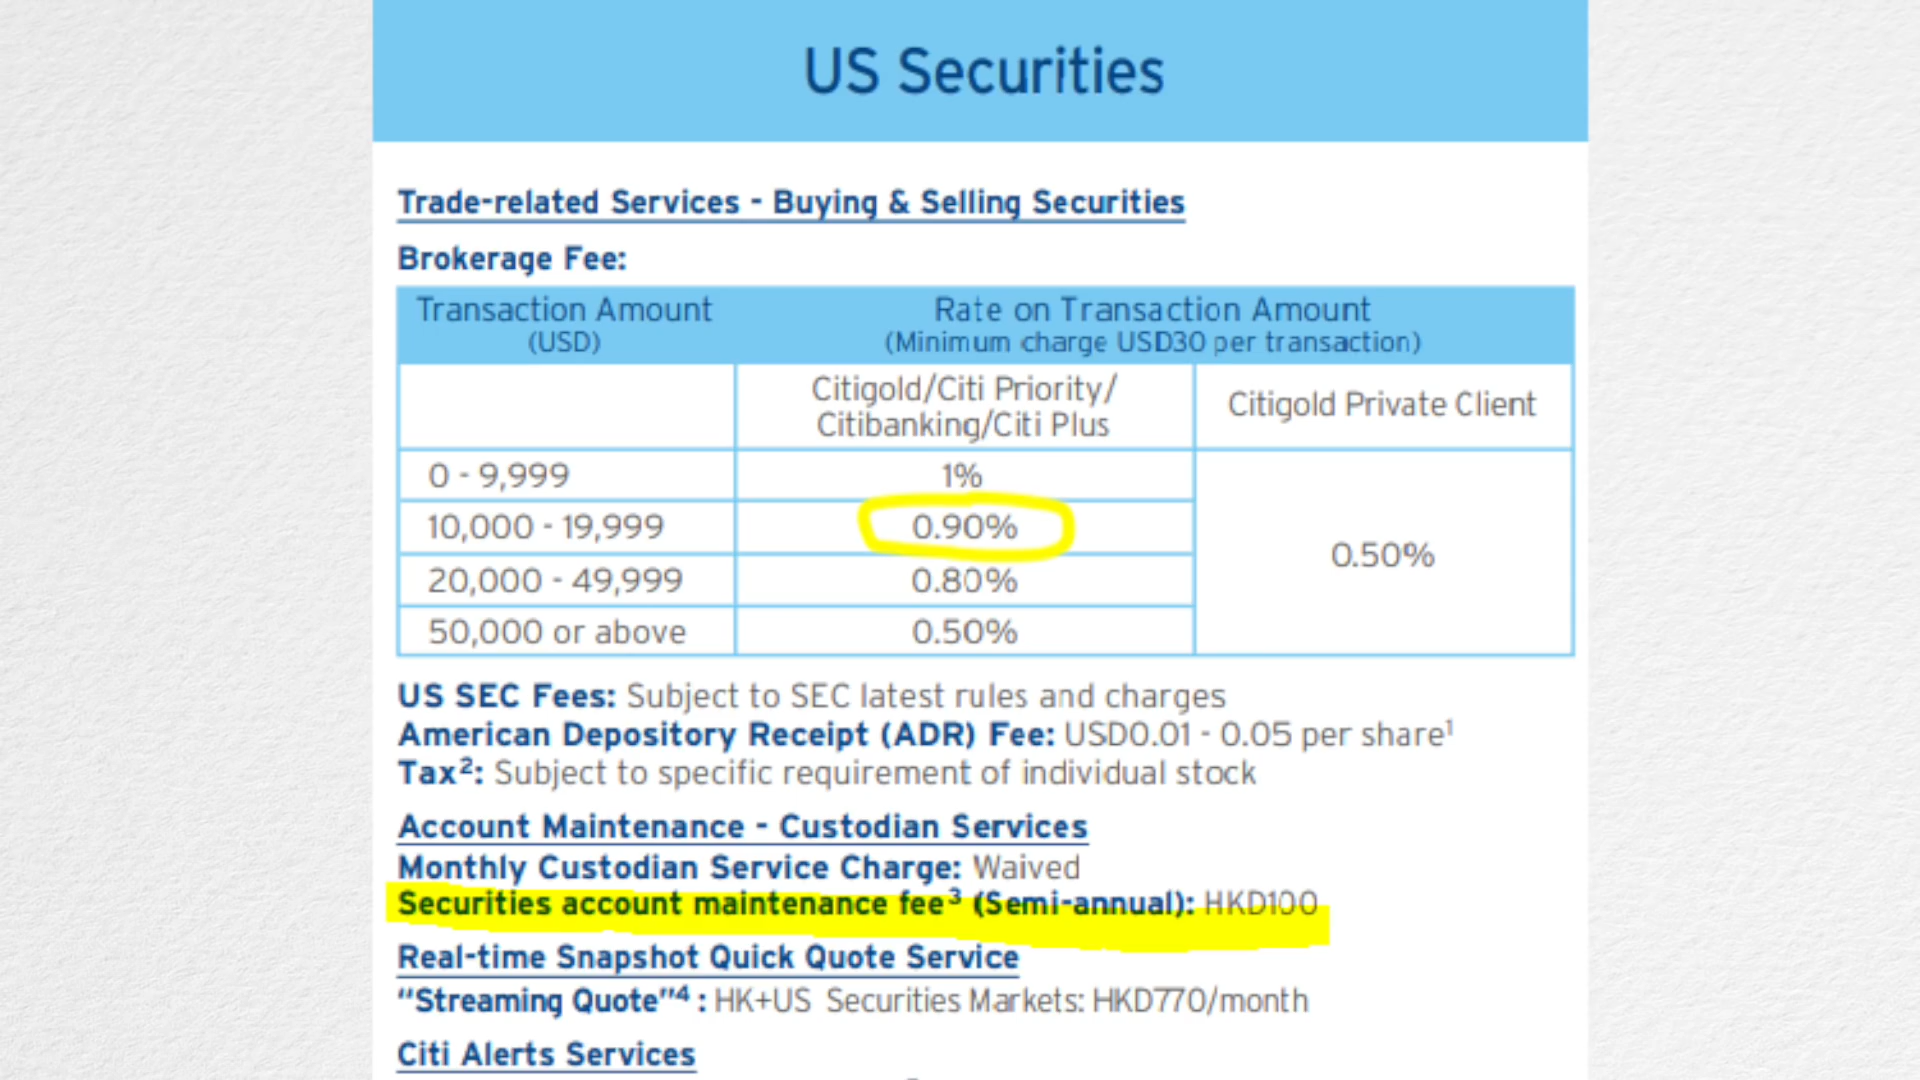 US Securities
Trade-related Services - Buying & Selling Securities
Brokerage Fee:
Transaction Amount
(USD)
Rate on Transaction Amount
(Minimum charge USD30 per transaction)
Citigold/Citi Priority/
Citibanking/Citi Plus
Citigold Private Client
0 - 9,999 1%
10,000 - 19,999 0.90%
20,000 - 49,999 0.80%
50,000 or above 0.50%
0.50%
US SEC Fees: Subject to SEC latest rules and charges
American Depository Receipt (ADR) Fee: USD0.01 - 0.05 per share¹
Tax²: Subject to specific requirement of individual stock
Account Maintenance - Custodian Services
Monthly Custodian Service Charge: Waived
Securities account maintenance fee³ (Semi-annual): HKD100
Real-time Snapshot Quick Quote Service
“Streaming Quote”⁴ : HK+US Securities Markets: HKD770/month
Citi Alerts Services